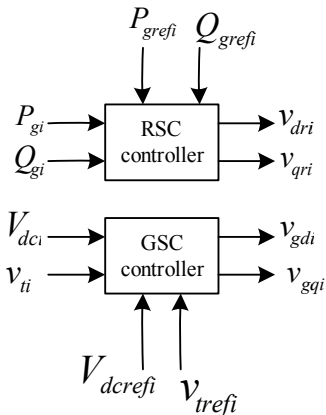 P_grefi Q_grefi
P_gi RSC controller v_dri
Q_gi v_qri
V_dci GSC controller v_gdi
v_ti v_gqi
V_dcrefi v_trefi